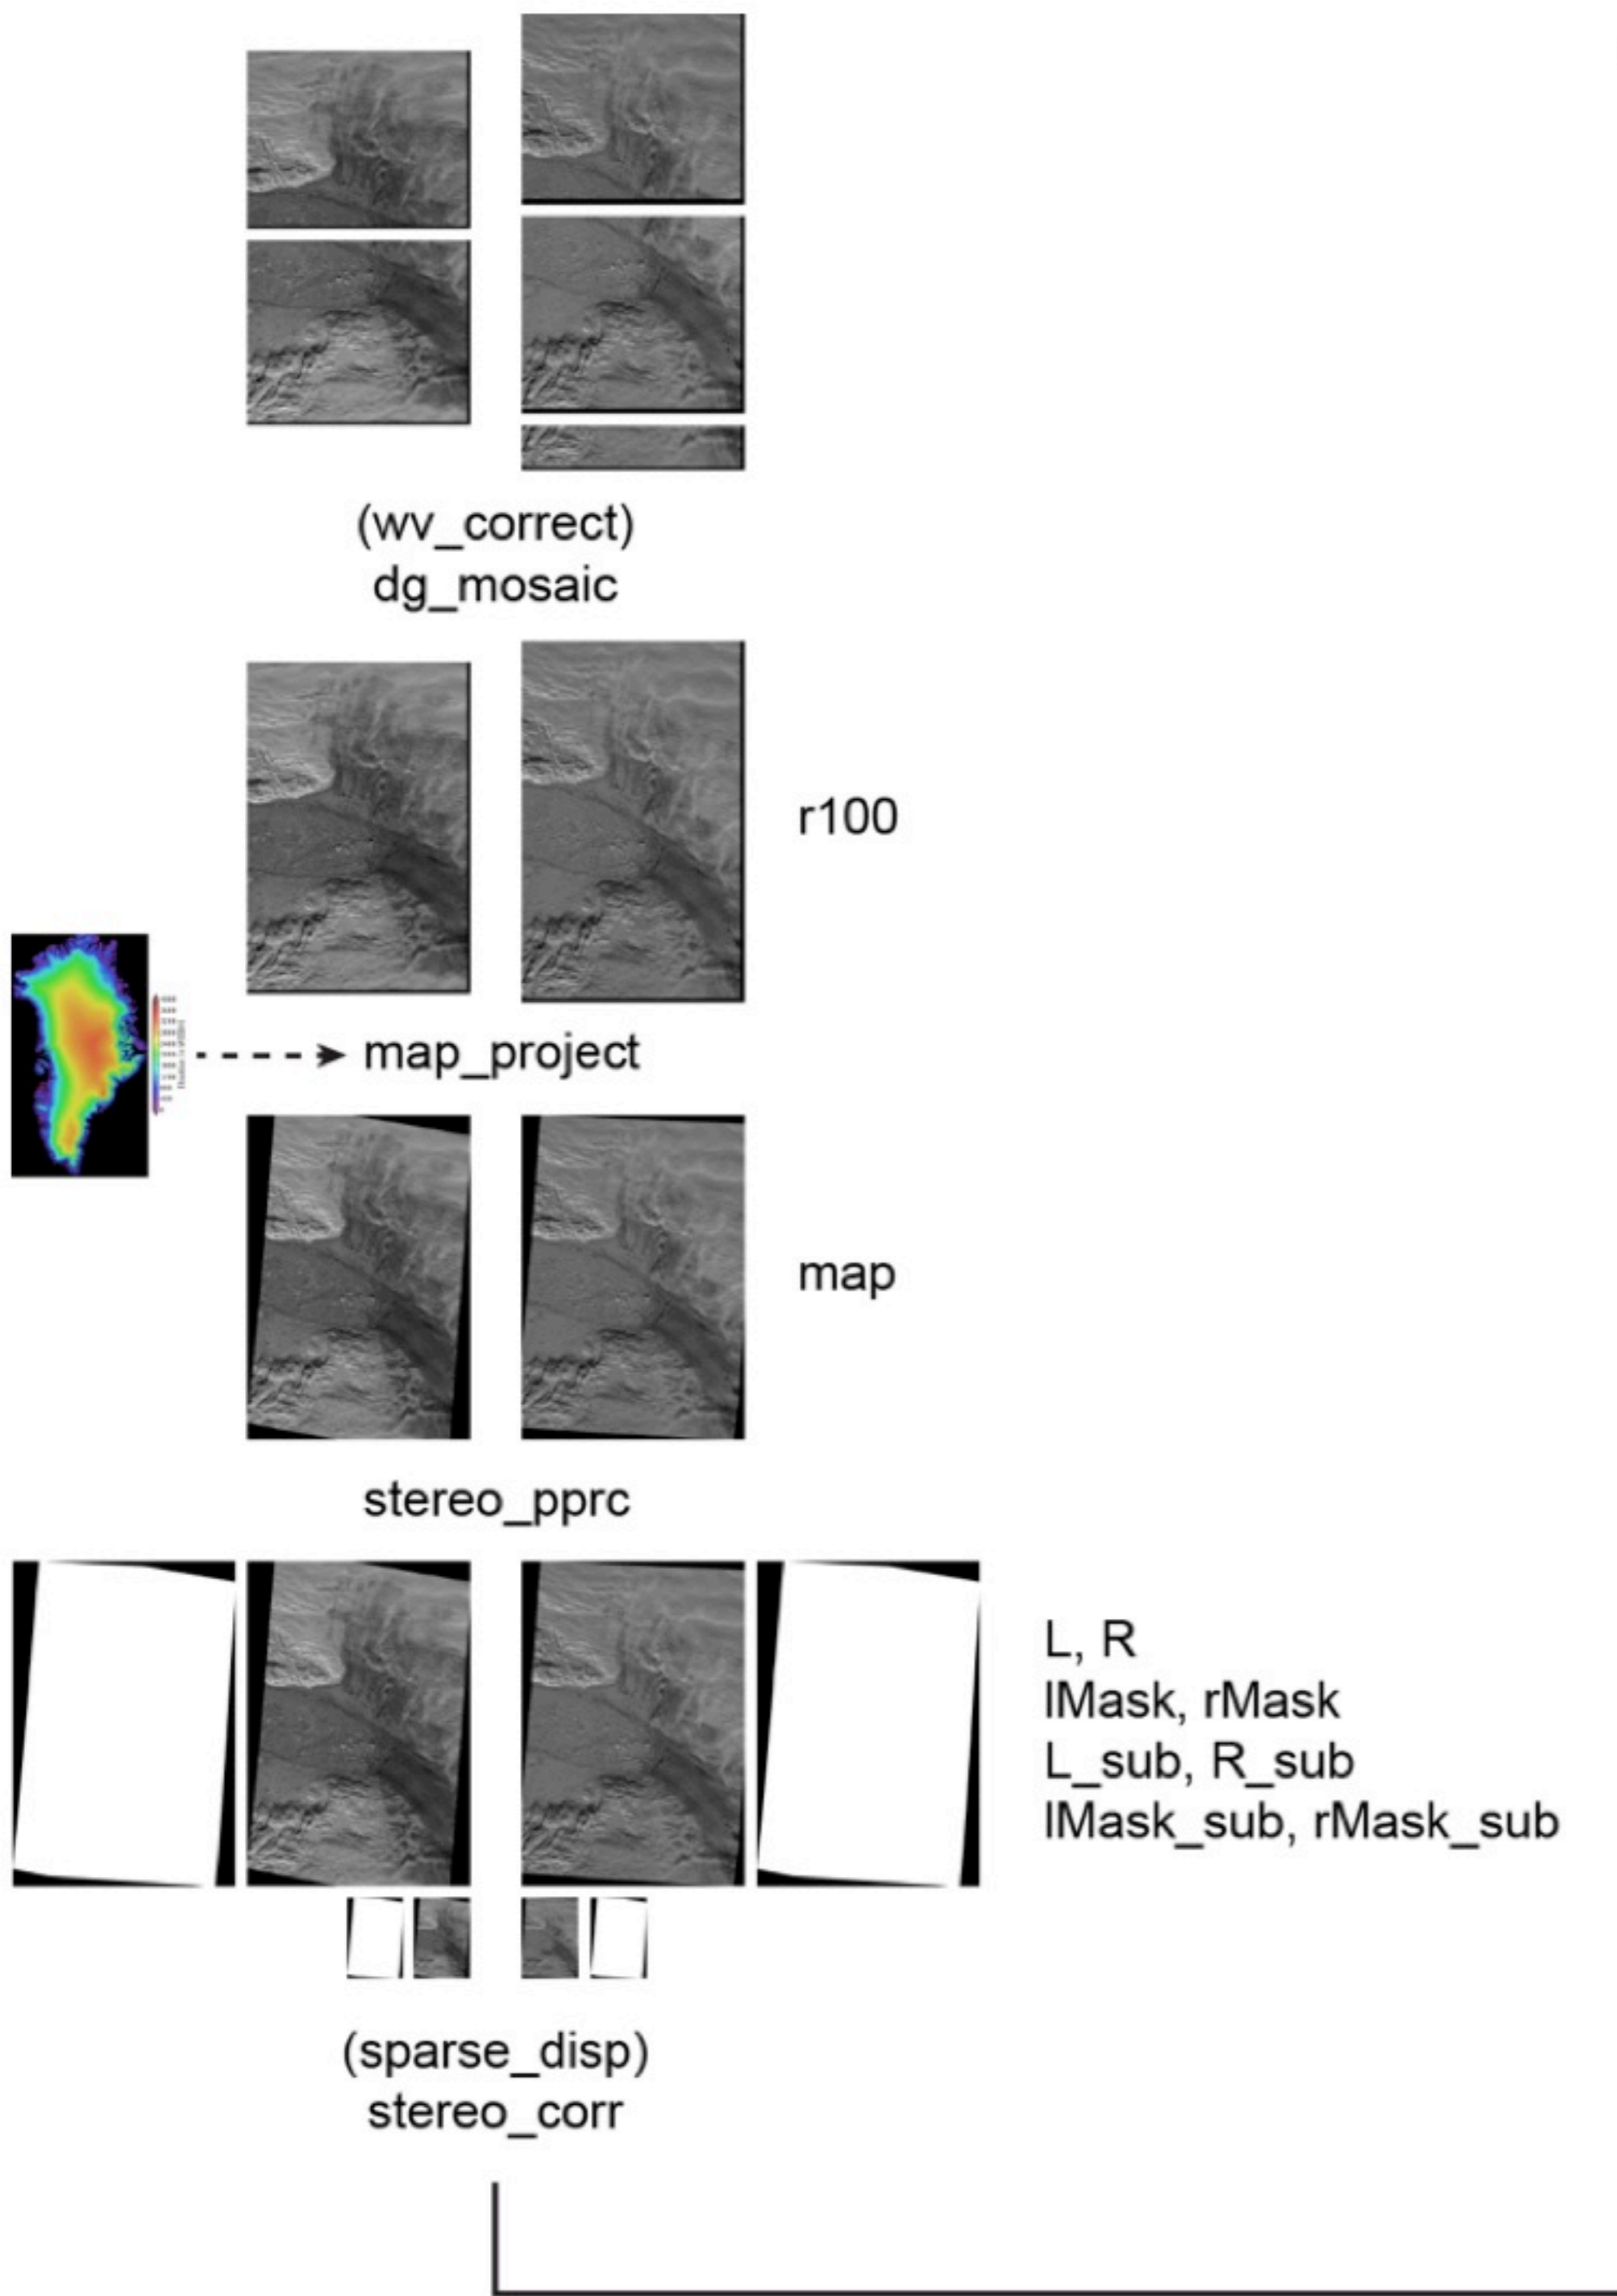 (wv_correct)
dg_mosaic
r100
map_project
map
stereo_pprc
L, R
lMask, rMask
L_sub, R_sub
lMask_sub, rMask_sub
(sparse_disp)
stereo_corr